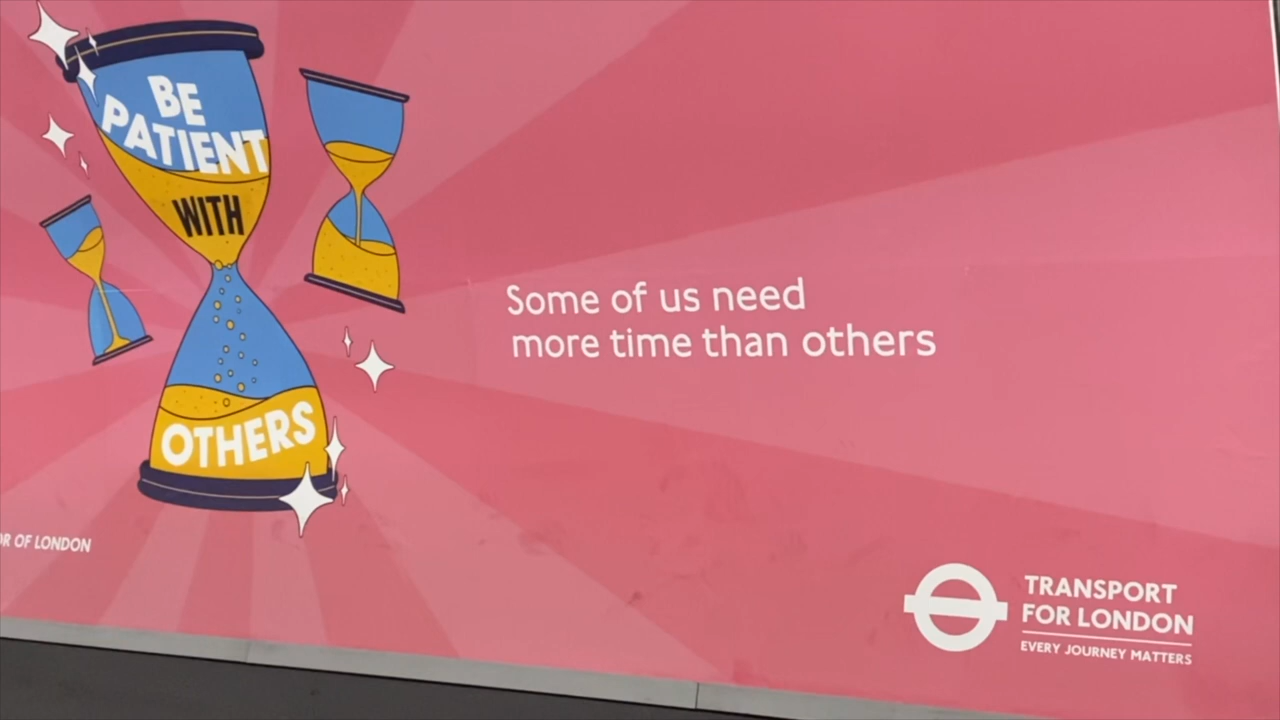 BE
PATIENT
WITH
OTHERS
Some of us need
more time than others
OF LONDON
TRANSPORT
FOR LONDON
EVERY JOURNEY MATTERS